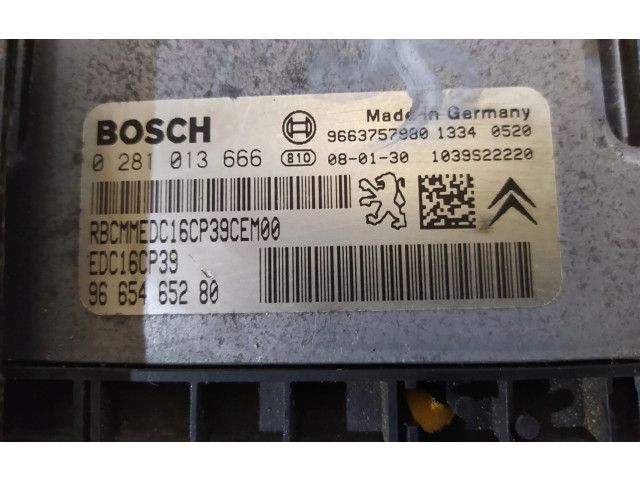 BOSCH
Made in Germany
9663757980 1334 0520
0 281 013 666 810 08-01-30 1039S22220
RBCMMEDC16CP39CEM00
EDC16CP39
96 654 652 80